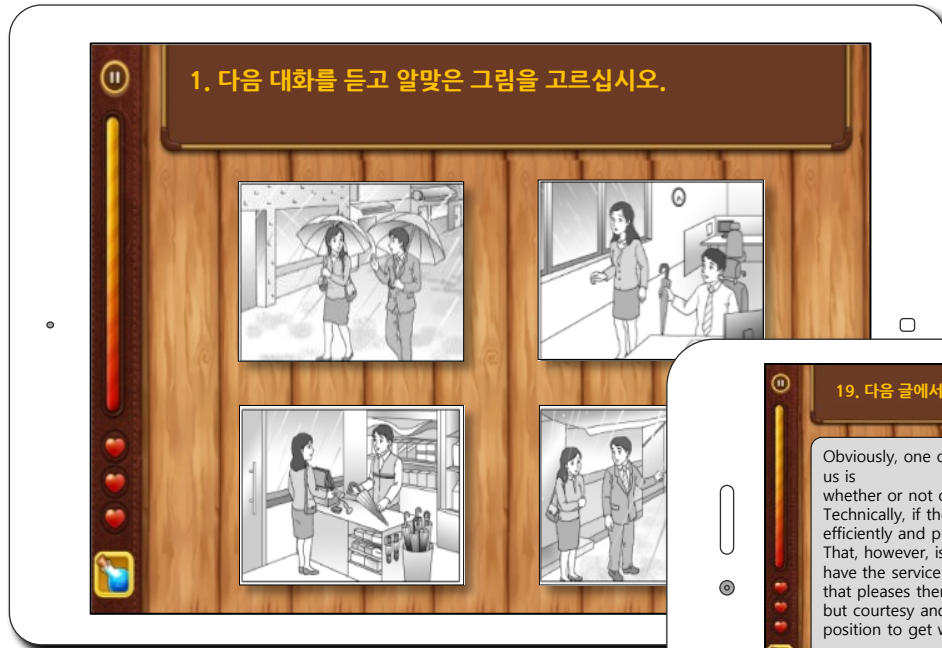 1. 다음 대화를 듣고 알맞은 그림을 고르십시오.
19. 다음 글에서
Obviously, one
us is
whether or not
Technically, if
efficiently and
That, however, is
have the service
that pleases
but courtesy and
position to get